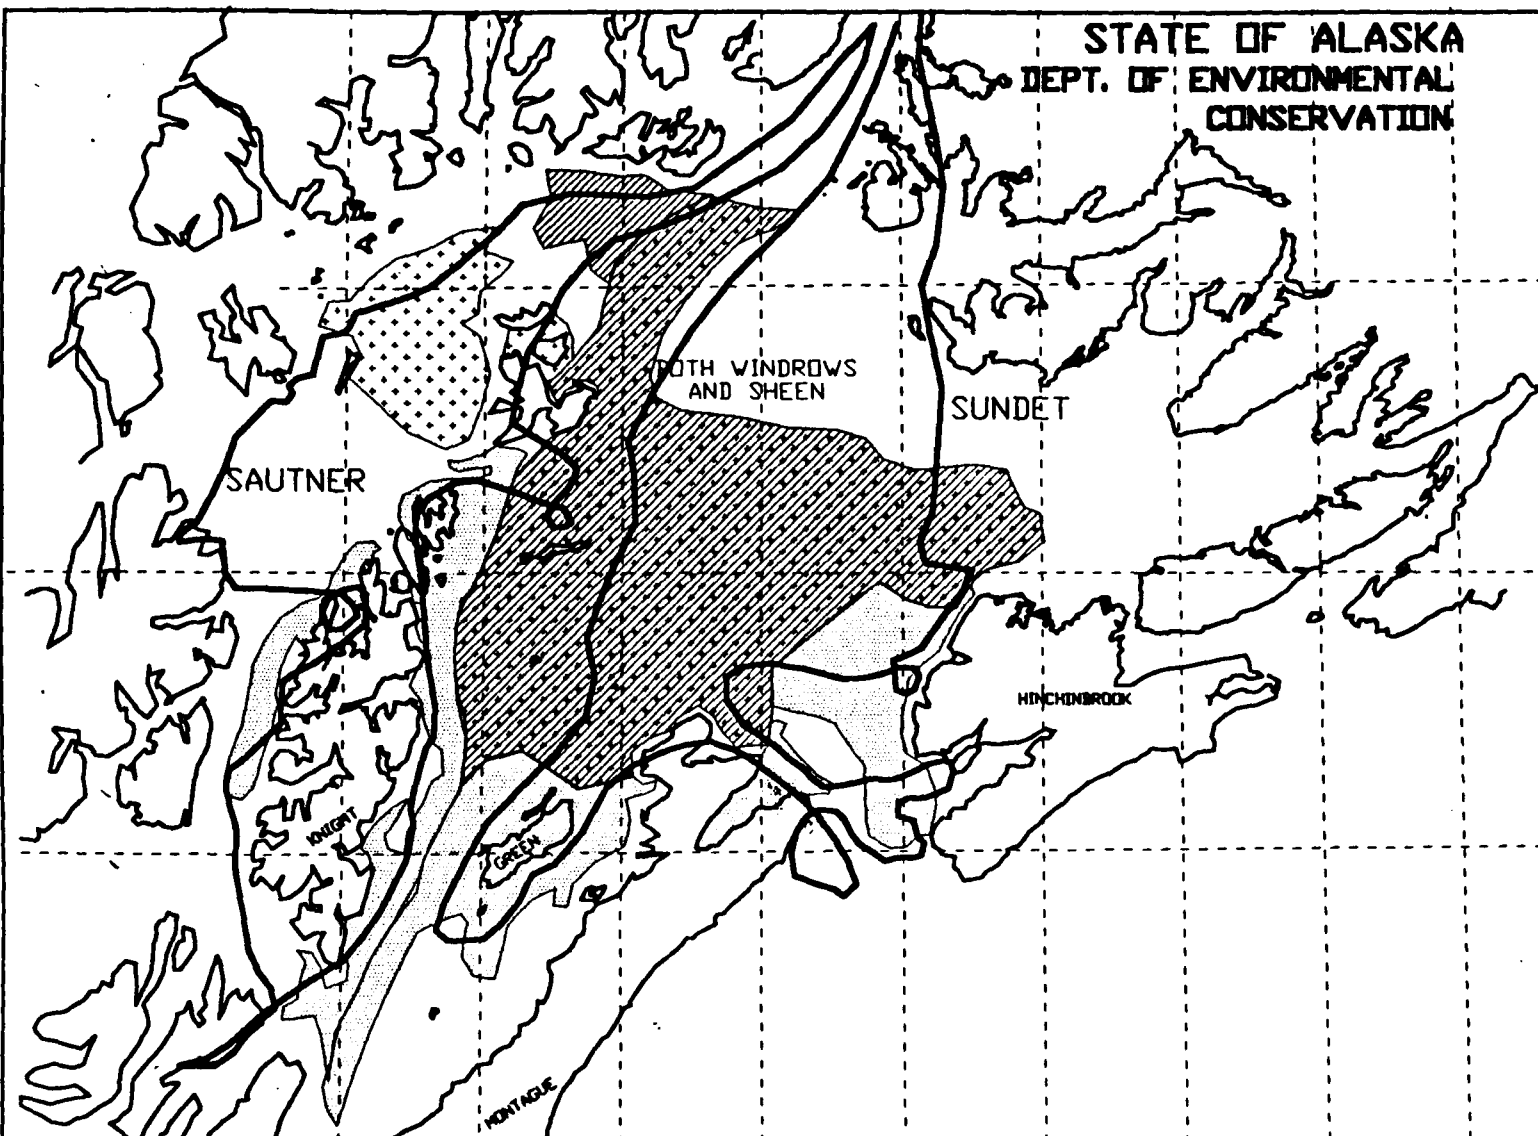 STATE OF ALASKA
DEPT. OF ENVIRONMENTAL
CONSERVATION
BOTH WINDROWS
AND SHEEN
SUNDET
SAUTNER
HINCHINBROOK
KNIGHT
GREEN
MONTAGUE